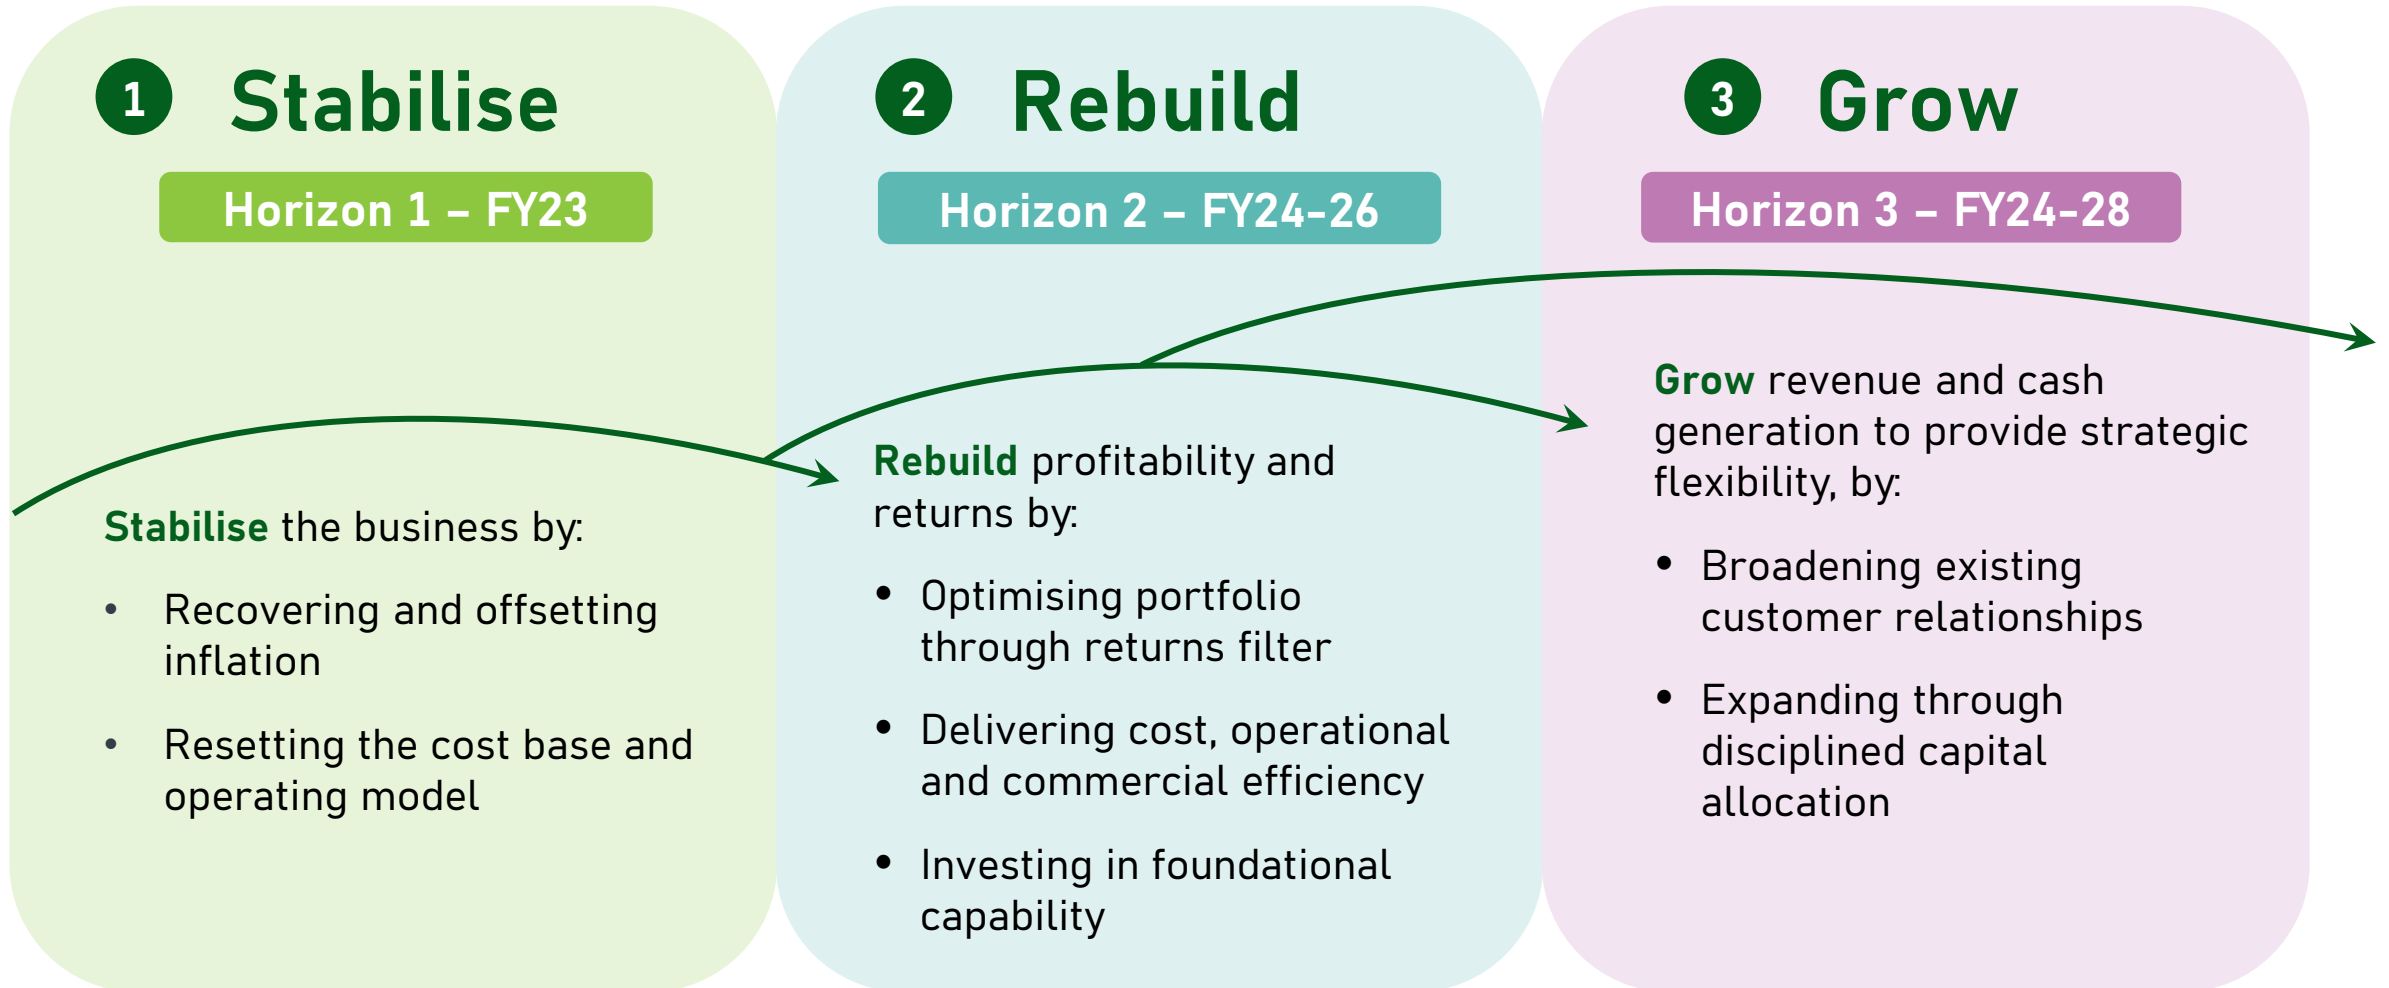 1 Stabilise
Horizon 1 – FY23
Stabilise the business by:
• Recovering and offsetting
inflation
• Resetting the cost base and
operating model
2 Rebuild
Horizon 2 – FY24-26
Rebuild profitability and
returns by:
• Optimising portfolio
through returns filter
• Delivering cost, operational
and commercial efficiency
• Investing in foundational
capability
3 Grow
Horizon 3 – FY24-28
Grow revenue and cash
generation to provide strategic
flexibility, by:
• Broadening existing
customer relationships
• Expanding through
disciplined capital
allocation